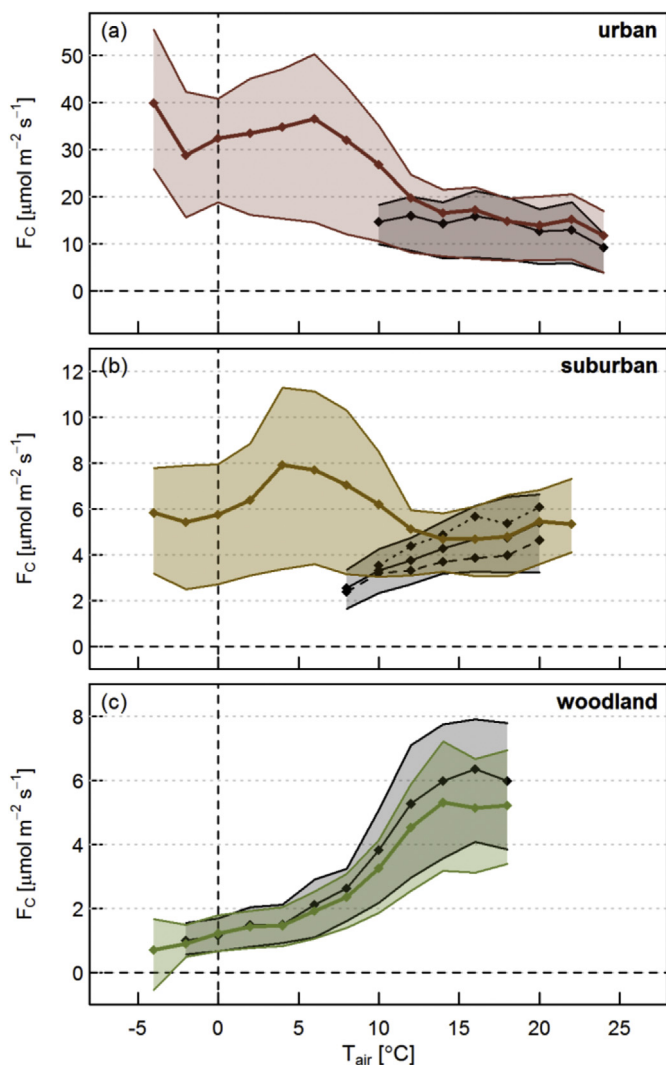 (a) urban
50
40
30
20
10
0
F_C [μmol m⁻² s⁻¹]
(b) suburban
12
10
8
6
4
2
0
F_C [μmol m⁻² s⁻¹]
(c) woodland
8
6
4
2
0
F_C [μmol m⁻² s⁻¹]
-5 0 5 10 15 20 25
T_air [°C]